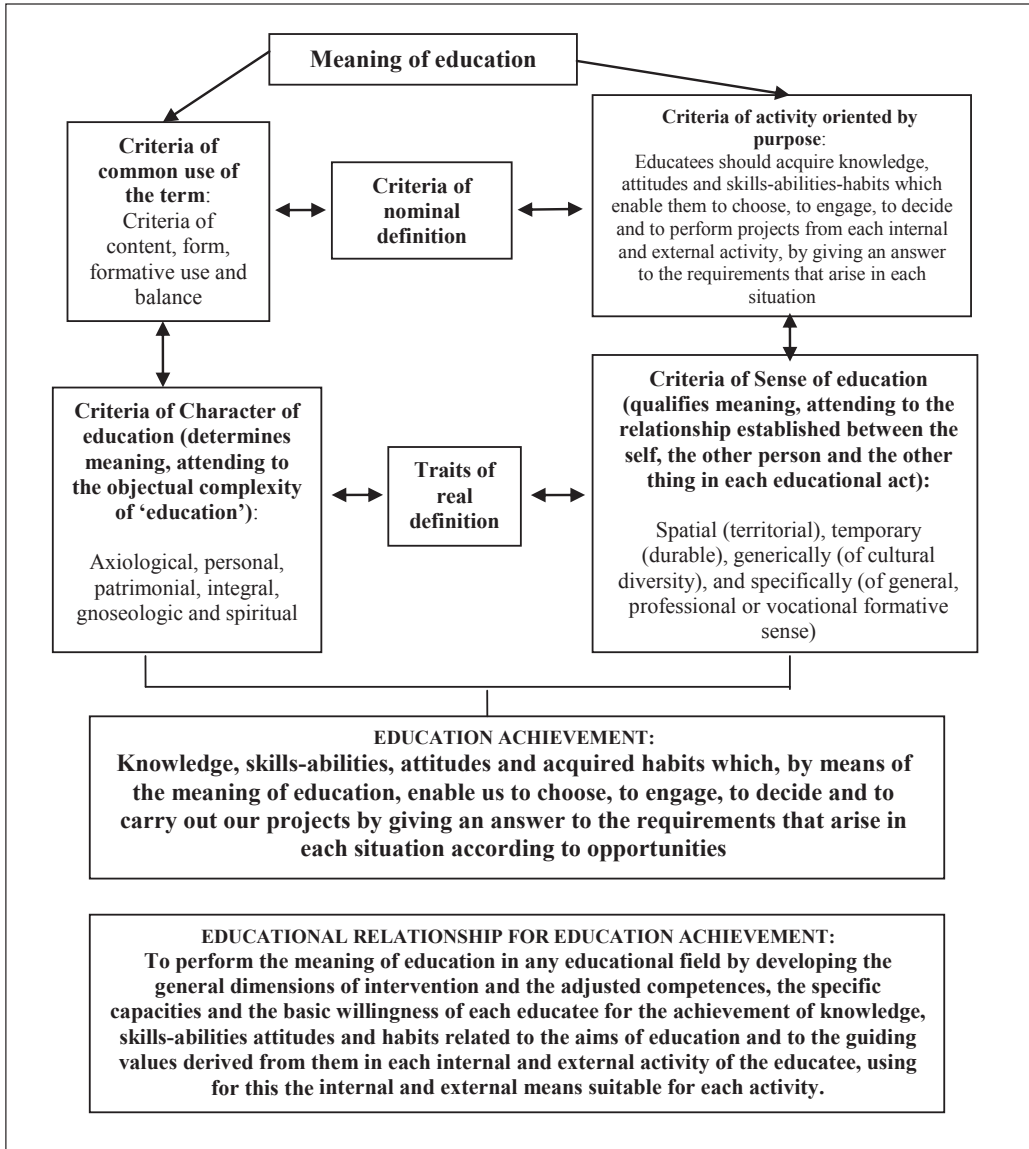 Meaning of education
Criteria of
common use of
the term:
Criteria of
content, form,
formative use and
balance
Criteria of
nominal
definition
Criteria of activity oriented by
purpose:
Educatees should acquire knowledge,
attitudes and skills-abilities-habits which
enable them to choose, to engage, to decide
and to perform projects from each internal
and external activity, by giving an answer
to the requirements that arise in each
situation
Criteria of Character of
education (determines
meaning, attending to
the objectual complexity
of ‘education’):
Axiological, personal,
patrimonial, integral,
gnoseologic and spiritual
Traits of
real
definition
Criteria of Sense of education
(qualifies meaning, attending to the
relationship established between the
self, the other person and the other
thing in each educational act):
Spatial (territorial), temporary
(durable), generically (of cultural
diversity), and specifically (of general,
professional or vocational formative
sense)
EDUCATION ACHIEVEMENT:
Knowledge, skills-abilities, attitudes and acquired habits which, by means of
the meaning of education, enable us to choose, to engage, to decide and to
carry out our projects by giving an answer to the requirements that arise in
each situation according to opportunities
EDUCATIONAL RELATIONSHIP FOR EDUCATION ACHIEVEMENT:
To perform the meaning of education in any educational field by developing the
general dimensions of intervention and the adjusted competences, the specific
capacities and the basic willingness of each educatee for the achievement of knowledge,
skills-abilities attitudes and habits related to the aims of education and to the guiding
values derived from them in each internal and external activity of the educatee, using
for this the internal and external means suitable for each activity.